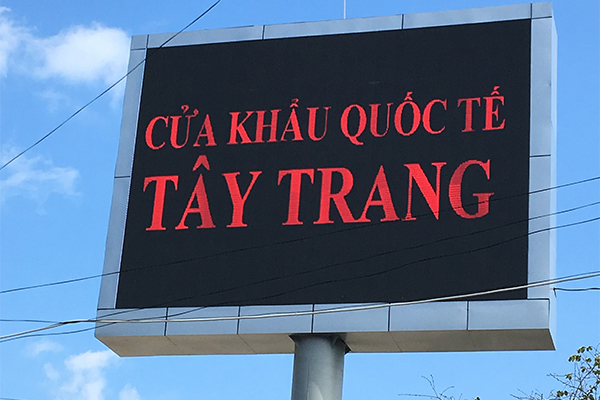 CỬA KHẨU QUỐC TẾ
TÂY TRANG